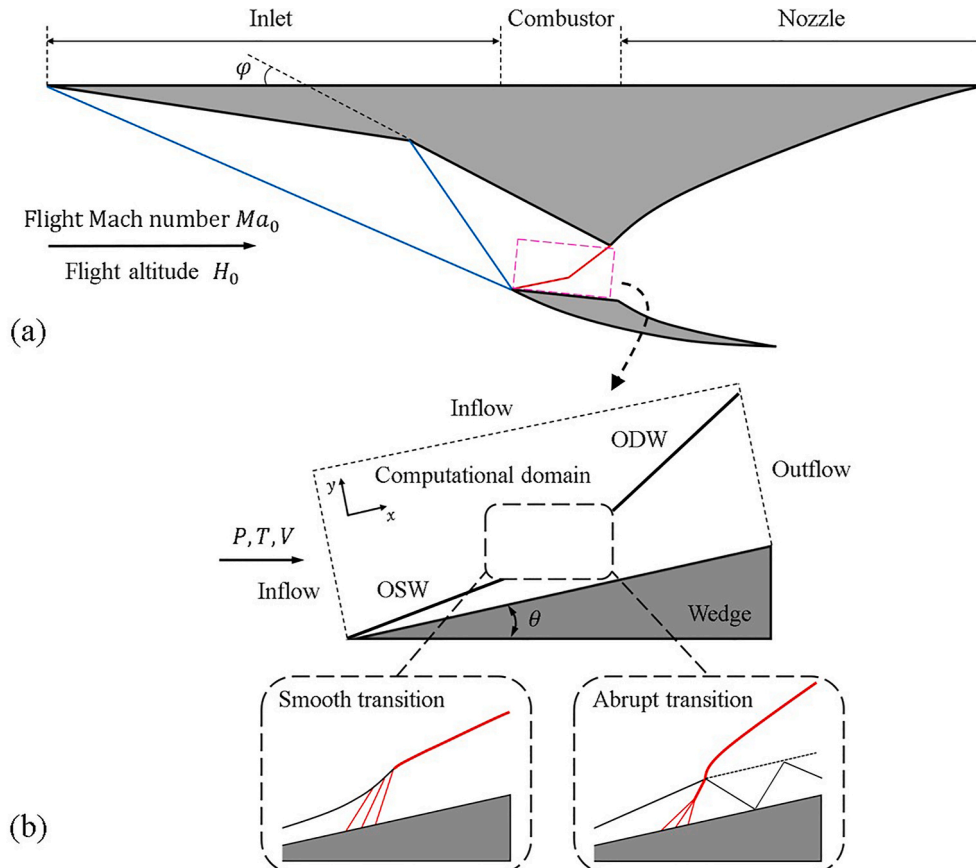 Inlet
Combustor
Nozzle
φ
Flight Mach number Ma₀
Flight altitude H₀
(a)
Inflow
ODW
Computational domain
Outflow
y
x
P, T, V
Inflow
OSW
θ
Wedge
Smooth transition
Abrupt transition
(b)